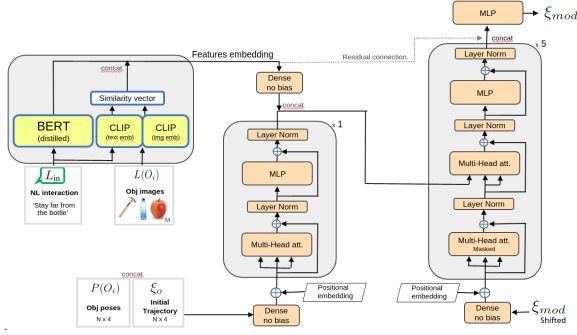 MLP
ξmod
concat
x 5
Layer Norm
Features embedding
Residual connection.
concat.
Dense
no bias
MLP
Similarity vector
concat.
x 1
BERT
(distilled)
CLIP
(text emb)
CLIP
(img emb)
Layer Norm
Layer Norm
Lin
L(Oi)
MLP
Multi-Head att.
NL interaction
Obj images
'Stay far from
the bottle'
M
Layer Norm
Layer Norm
Multi-Head att.
Multi-Head att.
Masked
concat.
P(Oi)
ξo
Obj poses
N x 4
Initial
Trajectory
N x 4
Positional
embedding
Positional
embedding
Dense
no bias
Dense
no bias
ξmod
Shifted